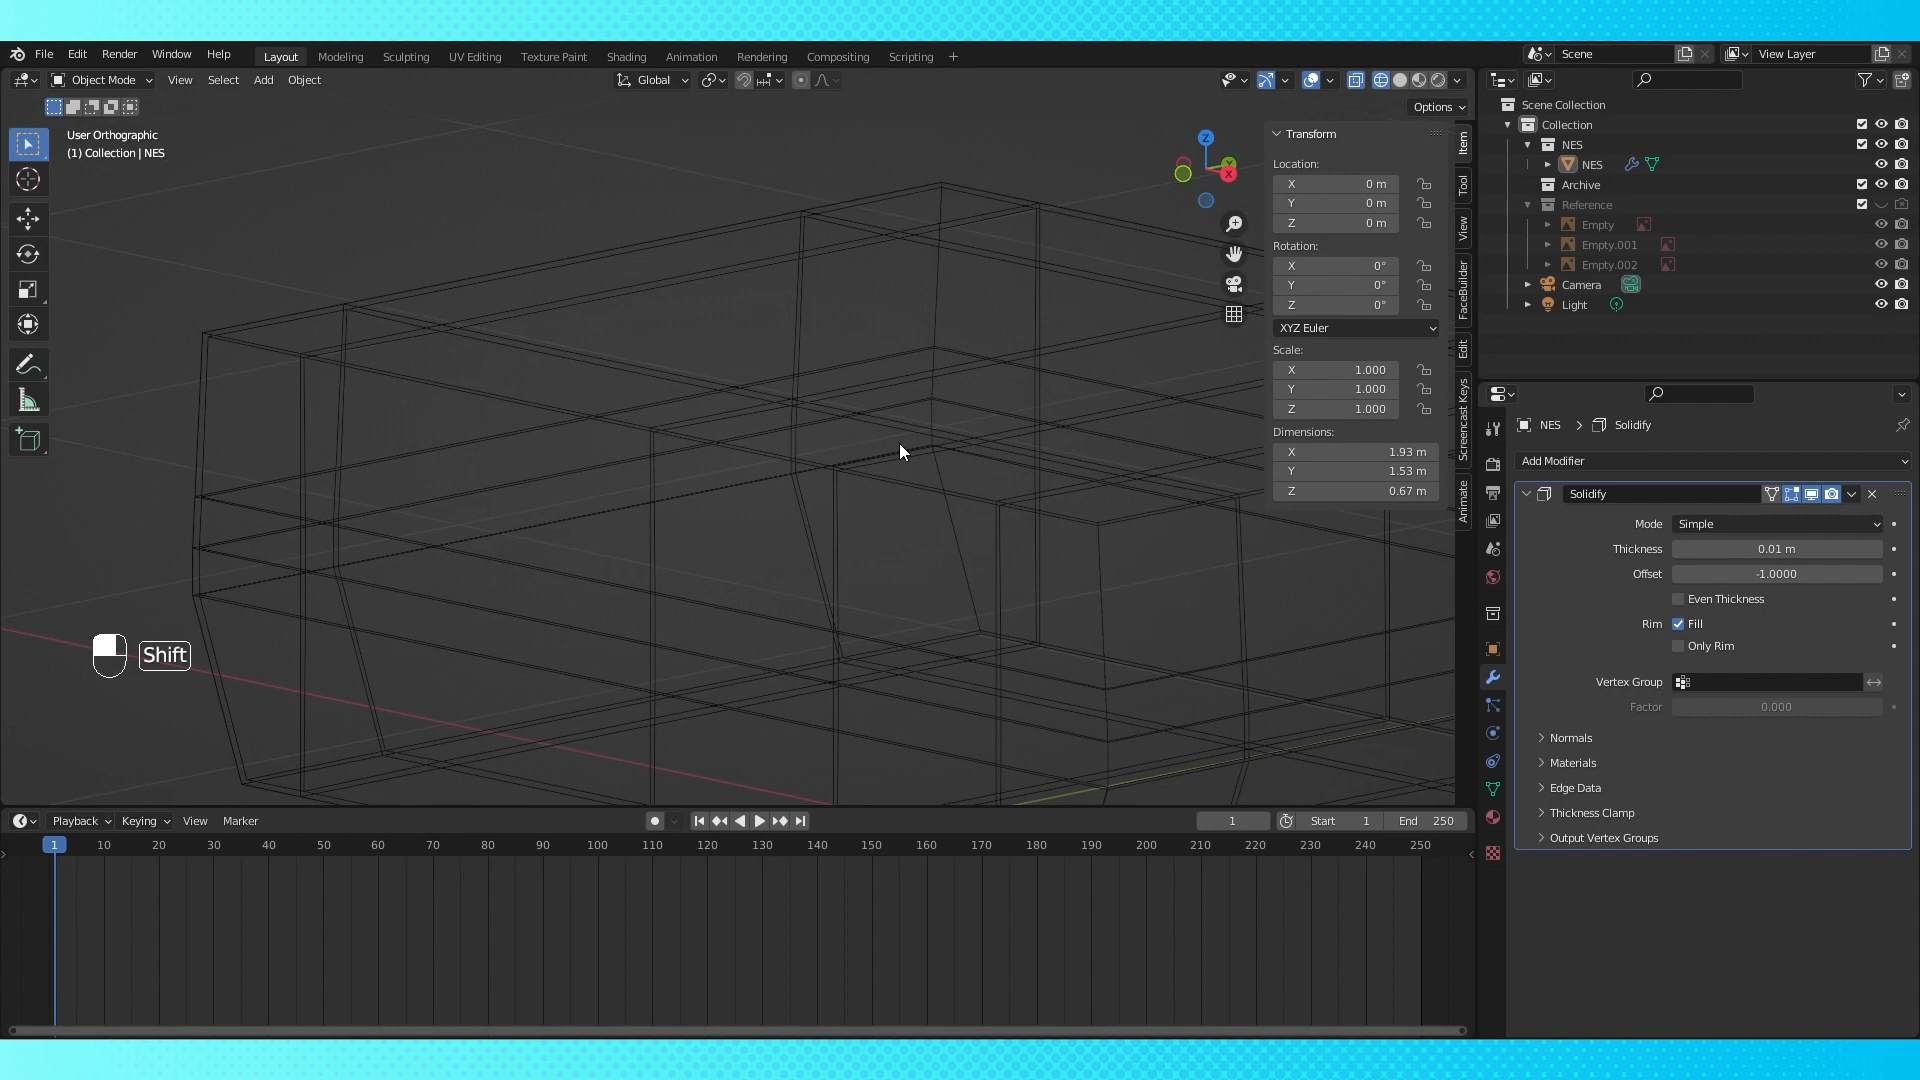 File Edit Render Window Help Layout Modeling Sculpting UV Editing Texture Paint Shading Animation Rendering Compositing Scripting + Scene View Layer
Object Mode View Select Add Object Global
Options
User Orthographic
(1) Collection | NES
Z
Y
X
Transform
Location:
X 0 m
Y 0 m
Z 0 m
Rotation:
X 0°
Y 0°
Z 0°
XYZ Euler
Scale:
X 1.000
Y 1.000
Z 1.000
Dimensions:
X 1.93 m
Y 1.53 m
Z 0.67 m
Item
Tool
View
FaceBuilder
Edit
Screencast Keys
Animate
Shift
Scene Collection
Collection
NES
NES
Archive
Reference
Empty
Empty.001
Empty.002
Camera
Light
NES > Solidify
Add Modifier
Solidify
Mode Simple
Thickness 0.01 m
Offset -1.0000
Even Thickness
Rim Fill
Only Rim
Vertex Group
Factor 0.000
Normals
Materials
Edge Data
Thickness Clamp
Output Vertex Groups
Playback Keying View Marker 1 Start 1 End 250
1 10 20 30 40 50 60 70 80 90 100 110 120 130 140 150 160 170 180 190 200 210 220 230 240 250